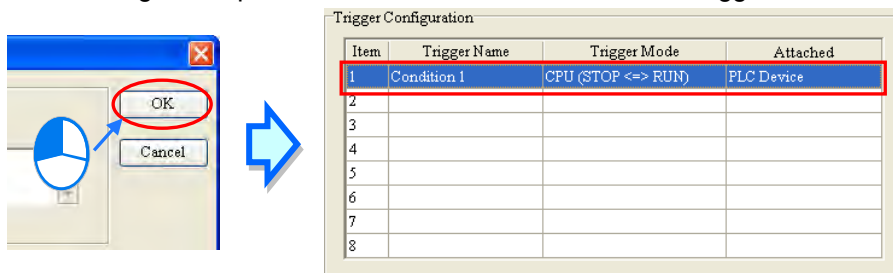 Trigger Configuration
Item Trigger Name Trigger Mode Attached
1 Condition 1 CPU (STOP <=> RUN) PLC Device
2
3
4
5
6
7
8
OK
Cancel